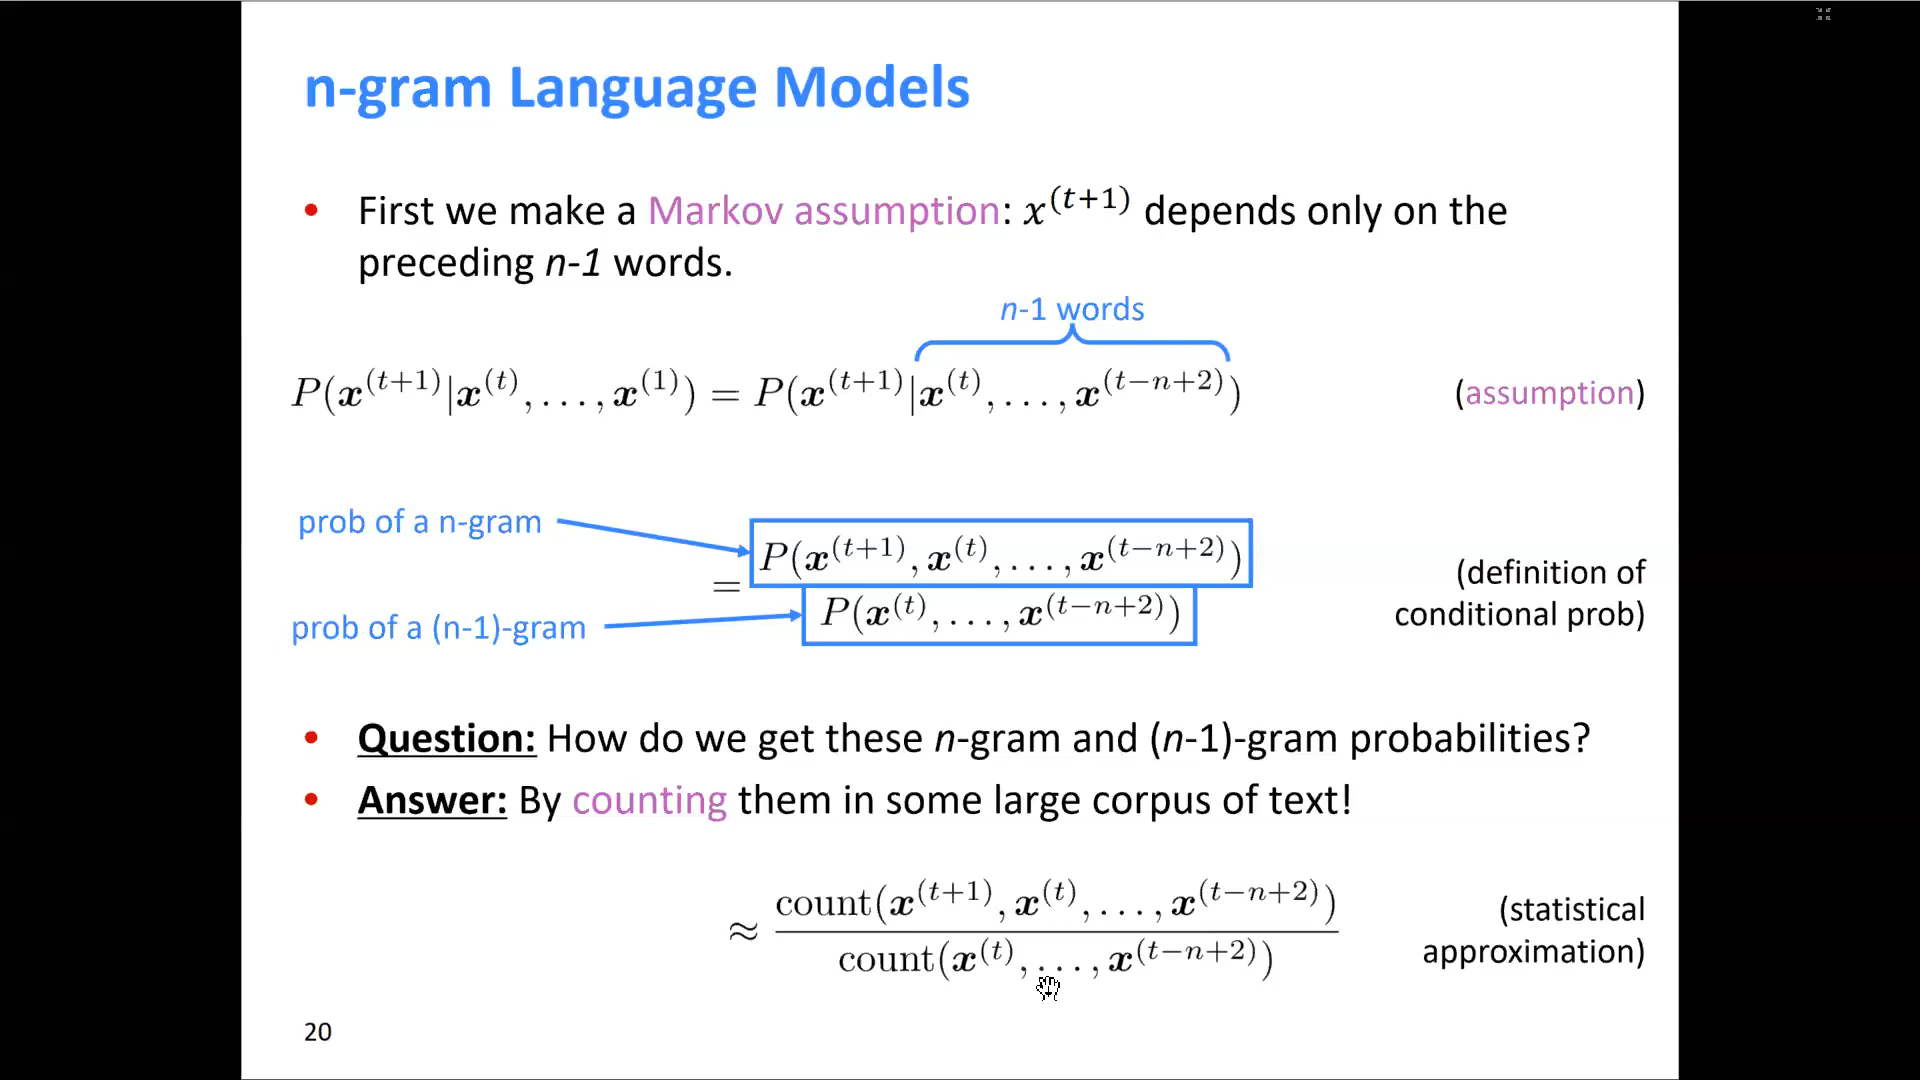 n-gram Language Models
• First we make a Markov assumption: x^(t+1) depends only on the
preceding n-1 words.
n-1 words
P(x^(t+1)|x^(t), ..., x^(1)) = P(x^(t+1)|x^(t), ..., x^(t−n+2)) (assumption)
prob of a n-gram
P(x^(t+1), x^(t), ..., x^(t−n+2))
=
(definition of
conditional prob)
prob of a (n-1)-gram
P(x^(t), ..., x^(t−n+2))
• Question: How do we get these n-gram and (n-1)-gram probabilities?
• Answer: By counting them in some large corpus of text!
count(x^(t+1), x^(t), ..., x^(t−n+2))
≈
count(x^(t), ..., x^(t−n+2))
(statistical
approximation)
20